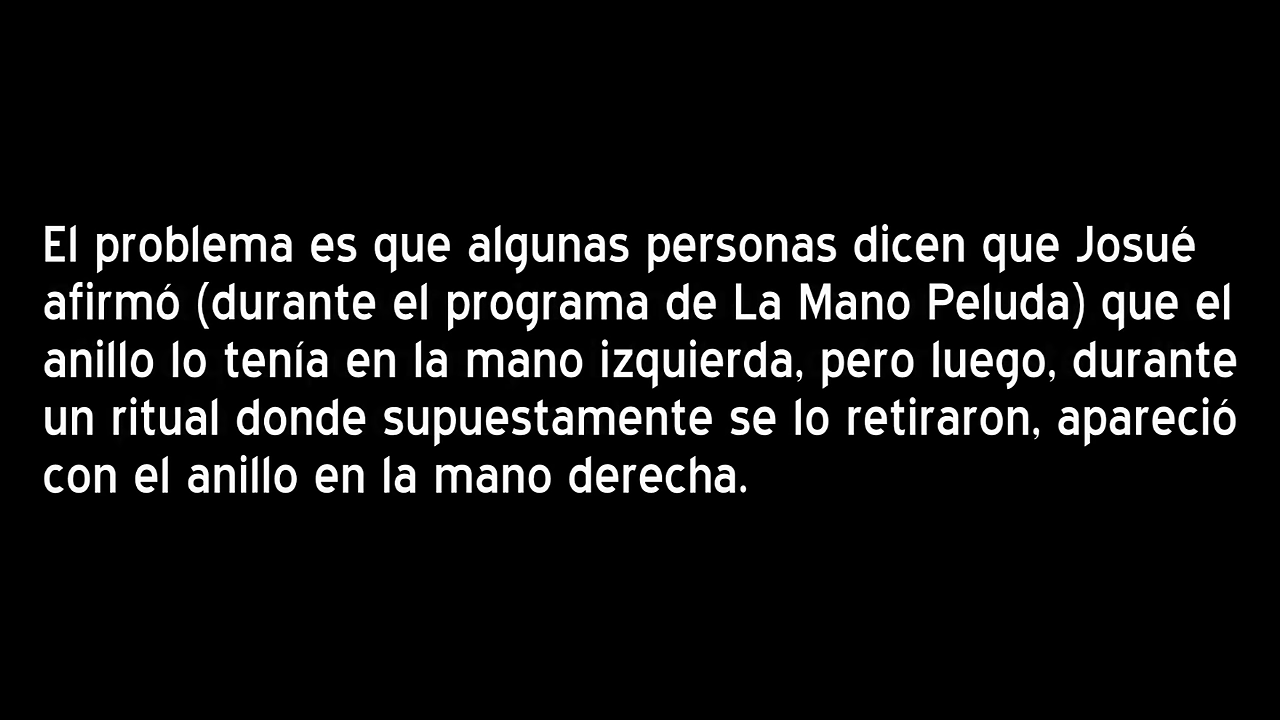 El problema es que algunas personas dicen que Josué
afirmó (durante el programa de La Mano Peluda) que el
anillo lo tenía en la mano izquierda, pero luego, durante
un ritual donde supuestamente se lo retiraron, apareció
con el anillo en la mano derecha.